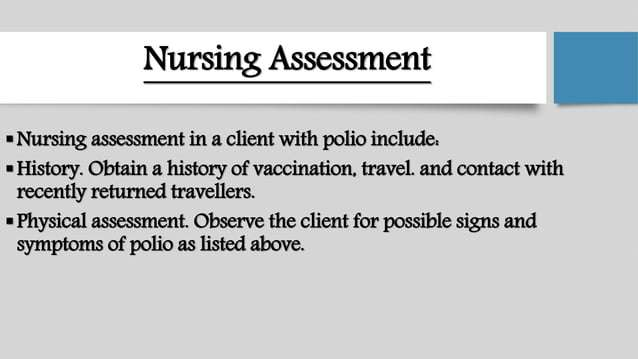 Nursing Assessment
▪Nursing assessment in a client with polio include:
▪History. Obtain a history of vaccination, travel. and contact with
recently returned travellers.
▪Physical assessment. Observe the client for possible signs and
symptoms of polio as listed above.